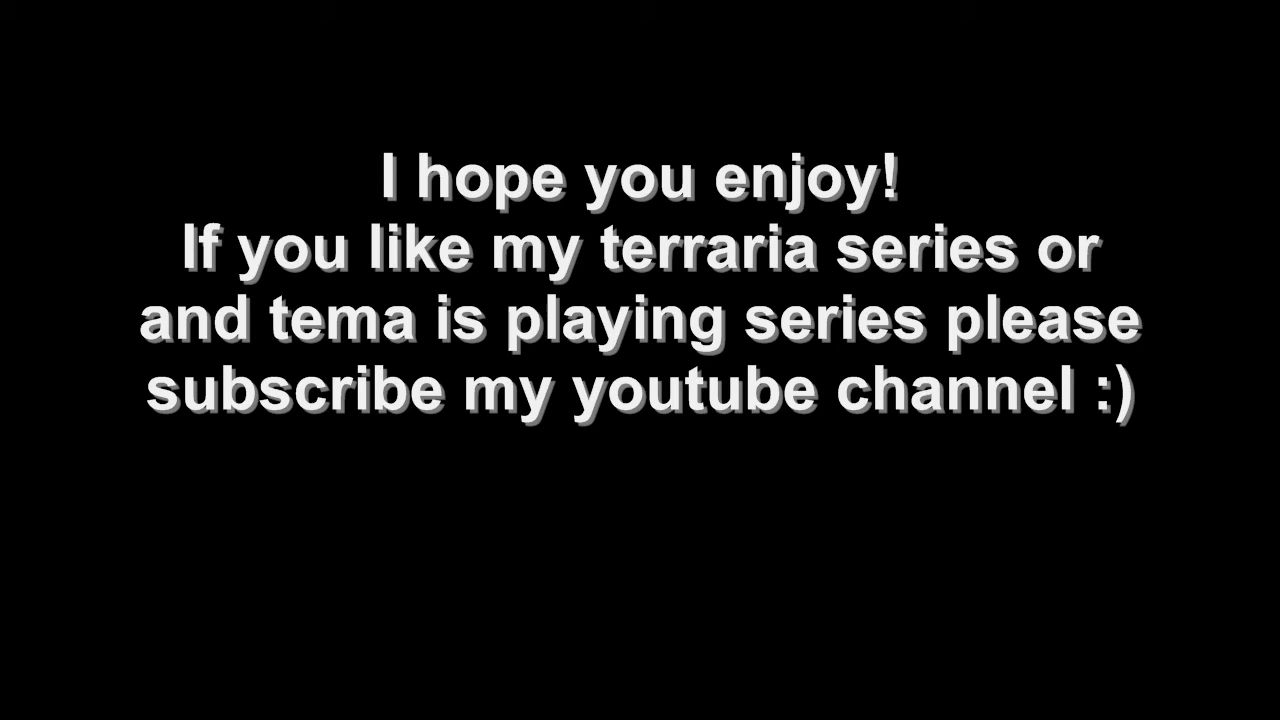 I hope you enjoy!
If you like my terraria series or
and tema is playing series please
subscribe my youtube channel :)